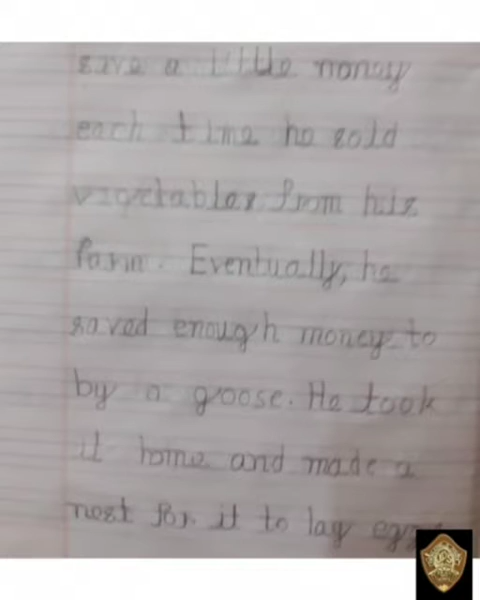 save a little money
each time he sold
vegetables from his
farm. Eventually, he
saved enough money to
by a goose. He took
it home and made a
nest for it to lay eggs